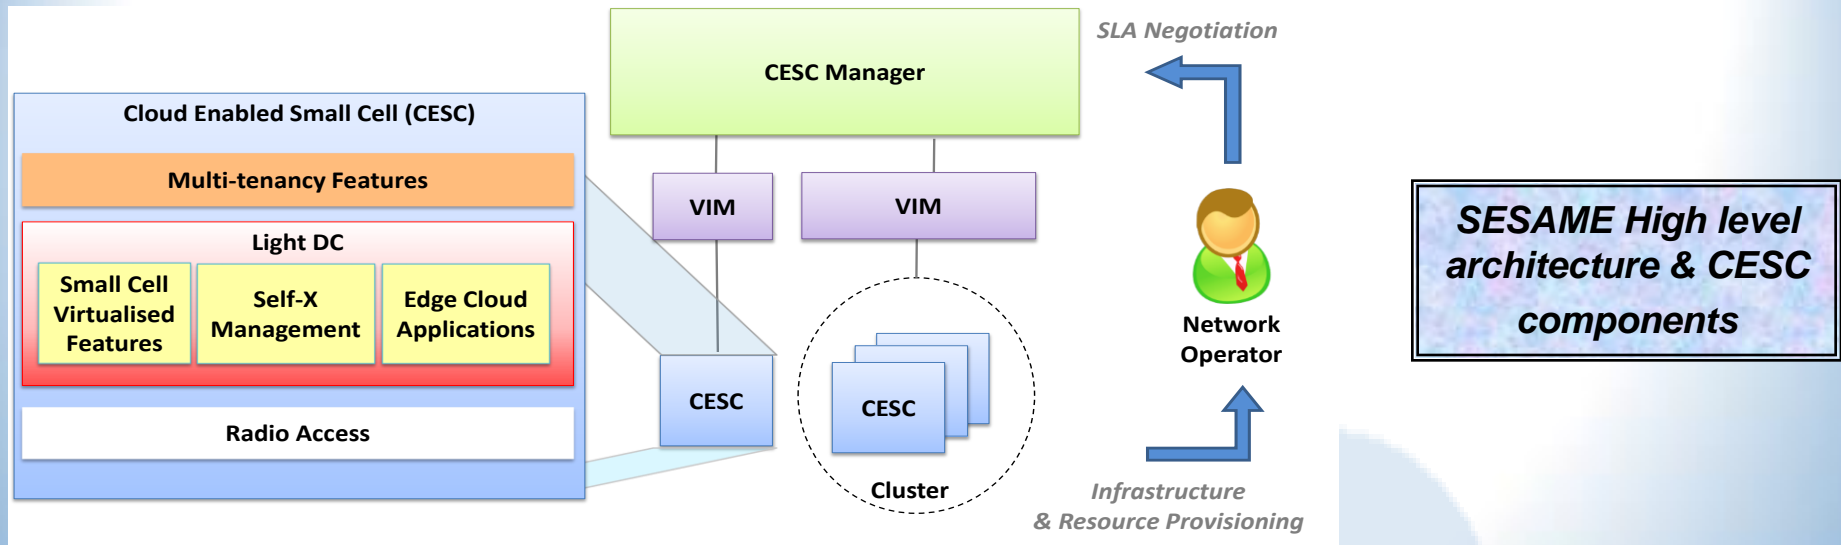 Cloud Enabled Small Cell (CESC)
Multi-tenancy Features
Light DC
Small Cell
Virtualised
Features
Self-X
Management
Edge Cloud
Applications
Radio Access
CESC Manager
VIM
VIM
CESC
CESC
Cluster
SLA Negotiation
Network
Operator
Infrastructure
& Resource Provisioning
SESAME High level
architecture & CESC
components